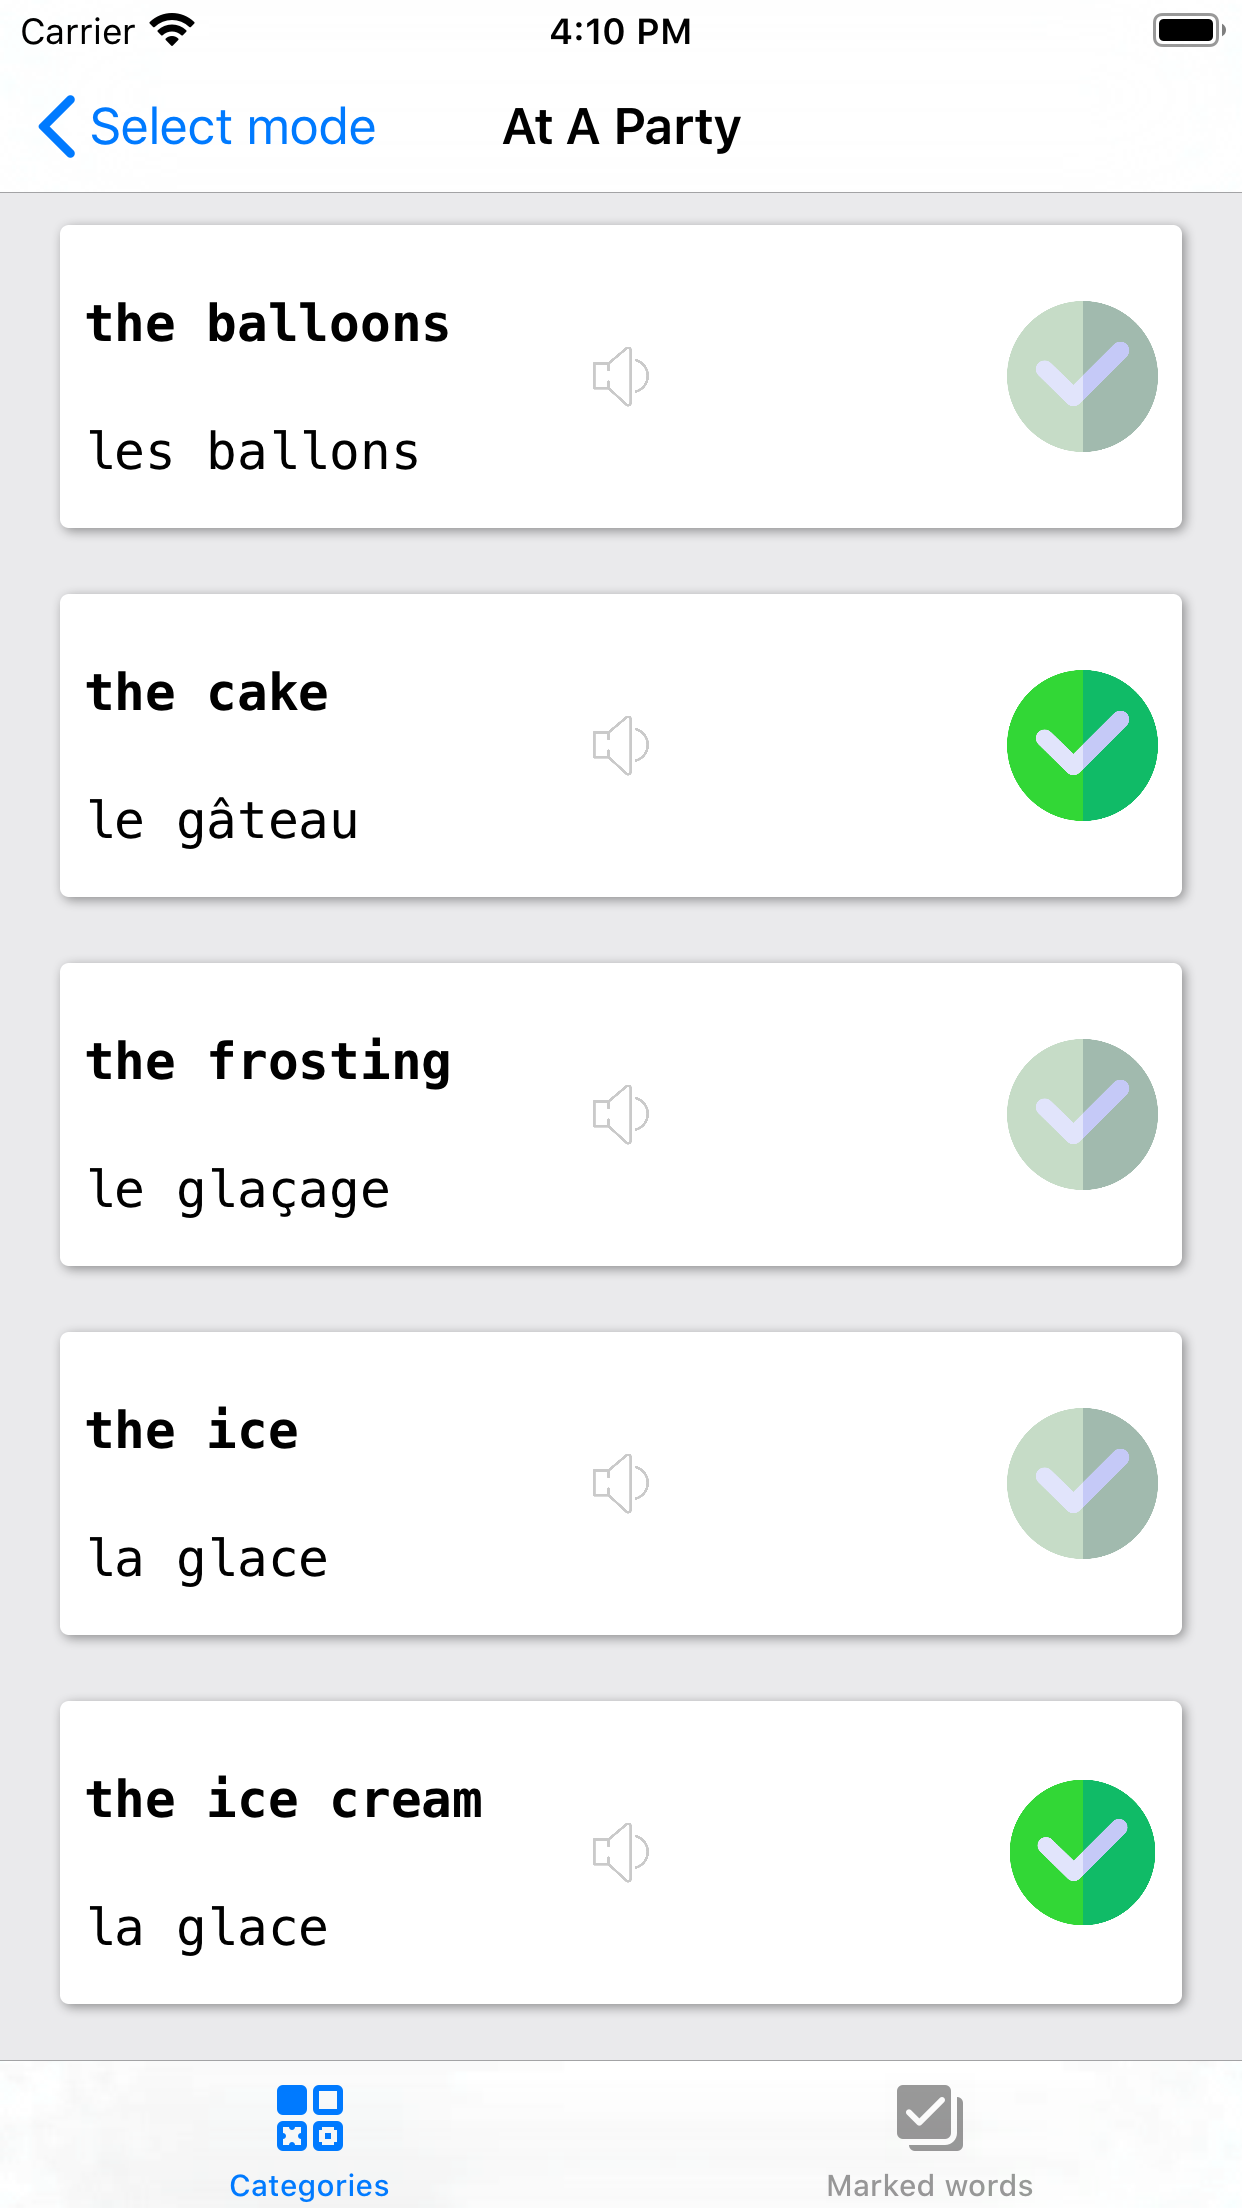 Carrier 4:10 PM
Select mode At A Party
the balloons
les ballons
the cake
le gâteau
the frosting
le glaçage
the ice
la glace
the ice cream
la glace
Categories Marked words